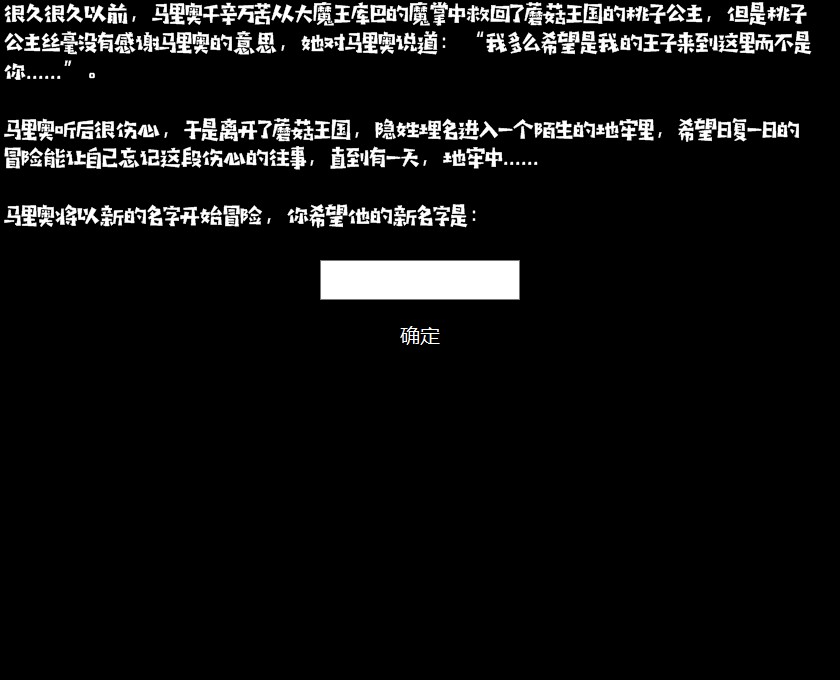 很久很久以前，马里奥千辛万苦从大魔王库巴的魔掌中救回了蘑菇王国的桃子公主，但是桃子
公主丝毫没有感谢马里奥的意思，她对马里奥说道：“我多么希望是我的王子来到这里而不是
你……”。
马里奥听后很伤心，于是离开了蘑菇王国，隐姓埋名进入一个陌生的地牢里，希望日复一日的
冒险能让自己忘记这段伤心的往事，直到有一天，地牢中……
马里奥将以新的名字开始冒险，你希望他的新名字是：
确定